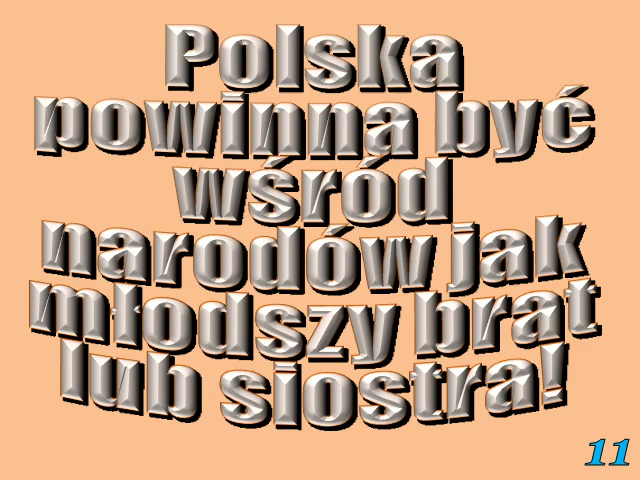 Polska
powinna być
wśród
narodów jak
młodszy brat
lub siostra!
11